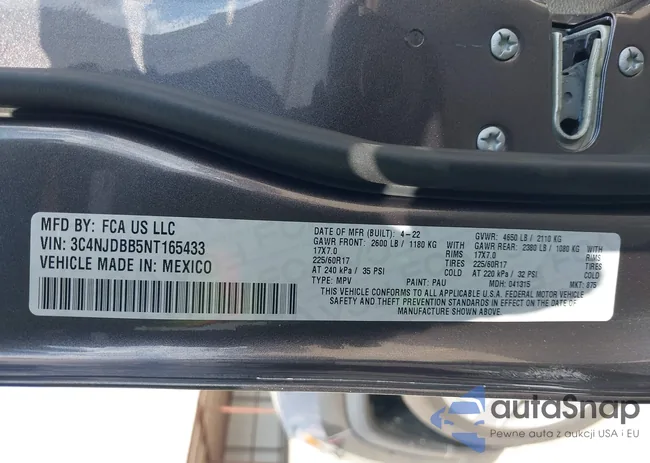 MFD BY: FCA US LLC
VIN: 3C4NJDBB5NT165433
VEHICLE MADE IN: MEXICO
DATE OF MFR (BUILT): 4-22
GVWR: 4650 LB / 2110 KG
GAWR FRONT: 2600 LB / 1180 KG WITH
GAWR REAR: 2380 LB / 1080 KG WITH
17X7.0 RIMS
17X7.0 RIMS
225/60R17 TIRES
225/60R17 TIRES
AT 240 kPa / 35 PSI COLD
AT 220 kPa / 32 PSI COLD
TYPE: MPV PAINT: PAU MDH: 041315 MKT: 875
THIS VEHICLE CONFORMS TO ALL APPLICABLE U.S.A. FEDERAL MOTOR VEHICLE
SAFETY AND THEFT PREVENTION STANDARDS IN EFFECT ON THE DATE OF
MANUFACTURE SHOWN ABOVE.
autoSnap
Pewne auta z aukcji USA i EU